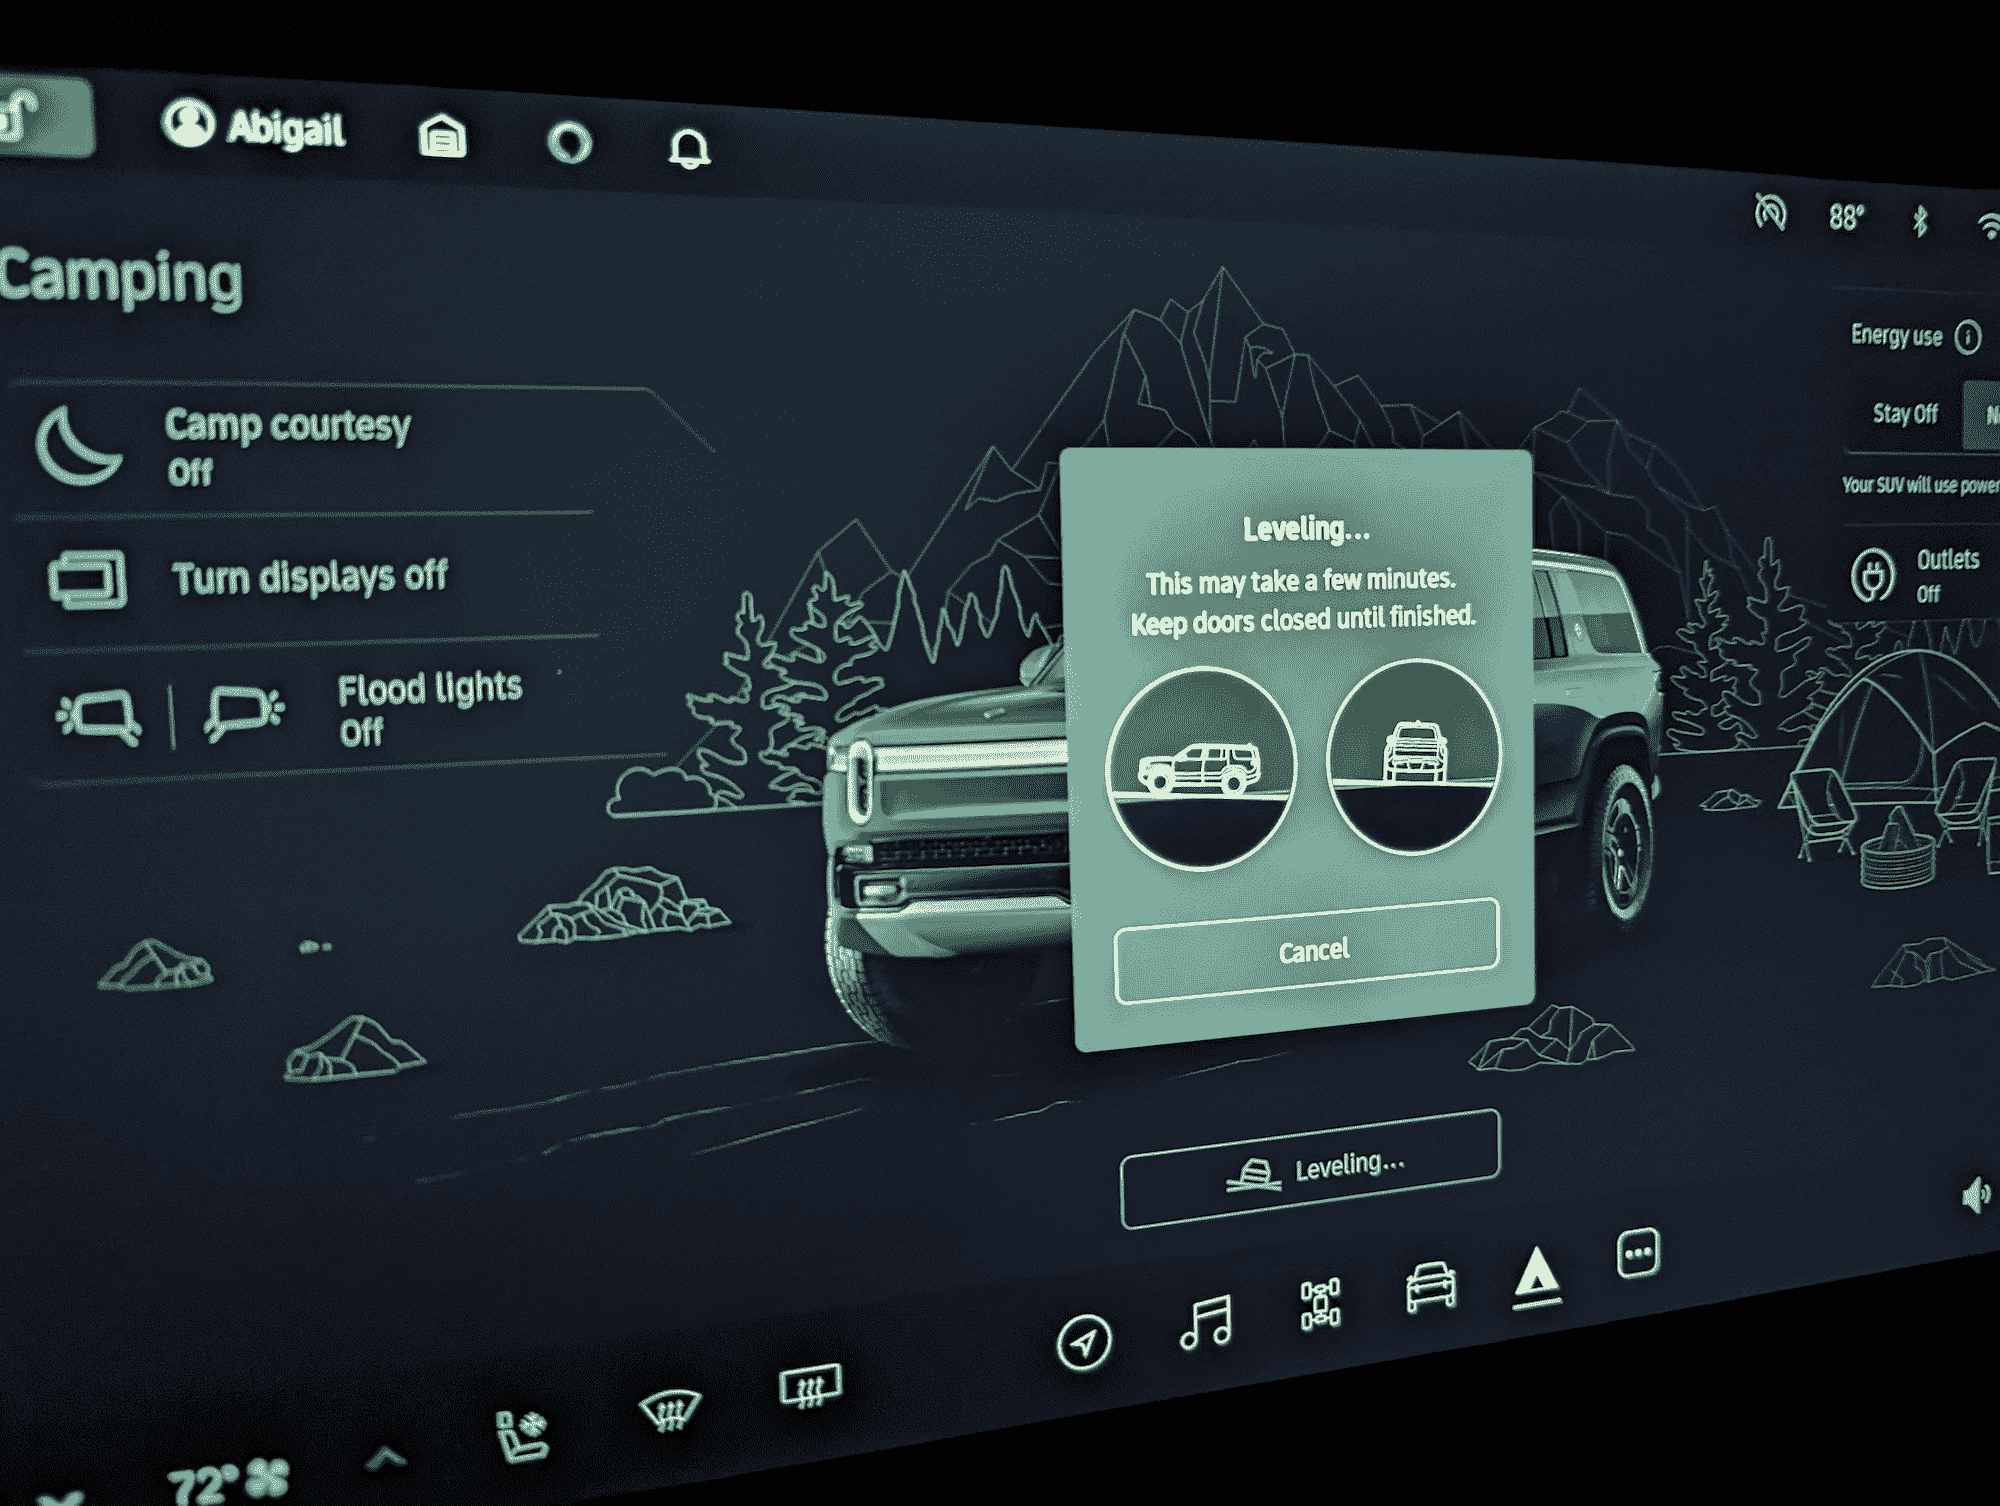 Abigail
88°
Camping
Camp courtesy
Off
Turn displays off
Flood lights
Off
Energy use
Stay Off
Your SUV will use power
Outlets
Off
Leveling...
This may take a few minutes.
Keep doors closed until finished.
Cancel
Leveling...
72°